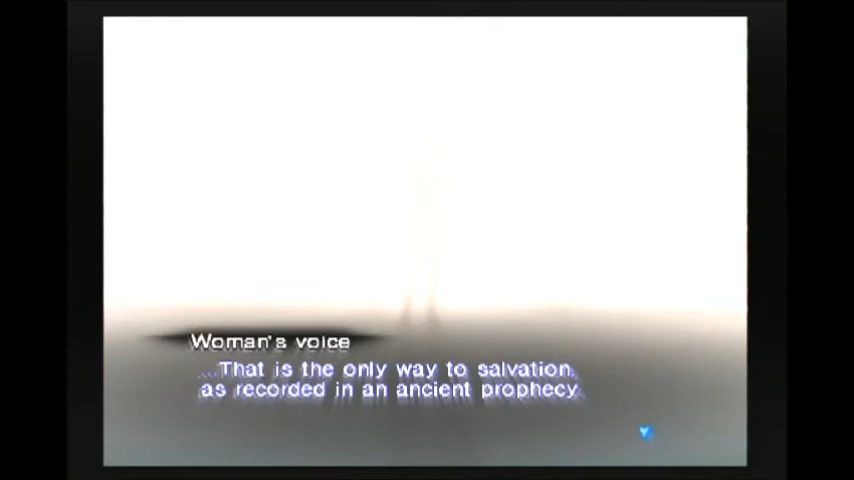 Woman's voice
...That is the only way to salvation,
as recorded in an ancient prophecy.